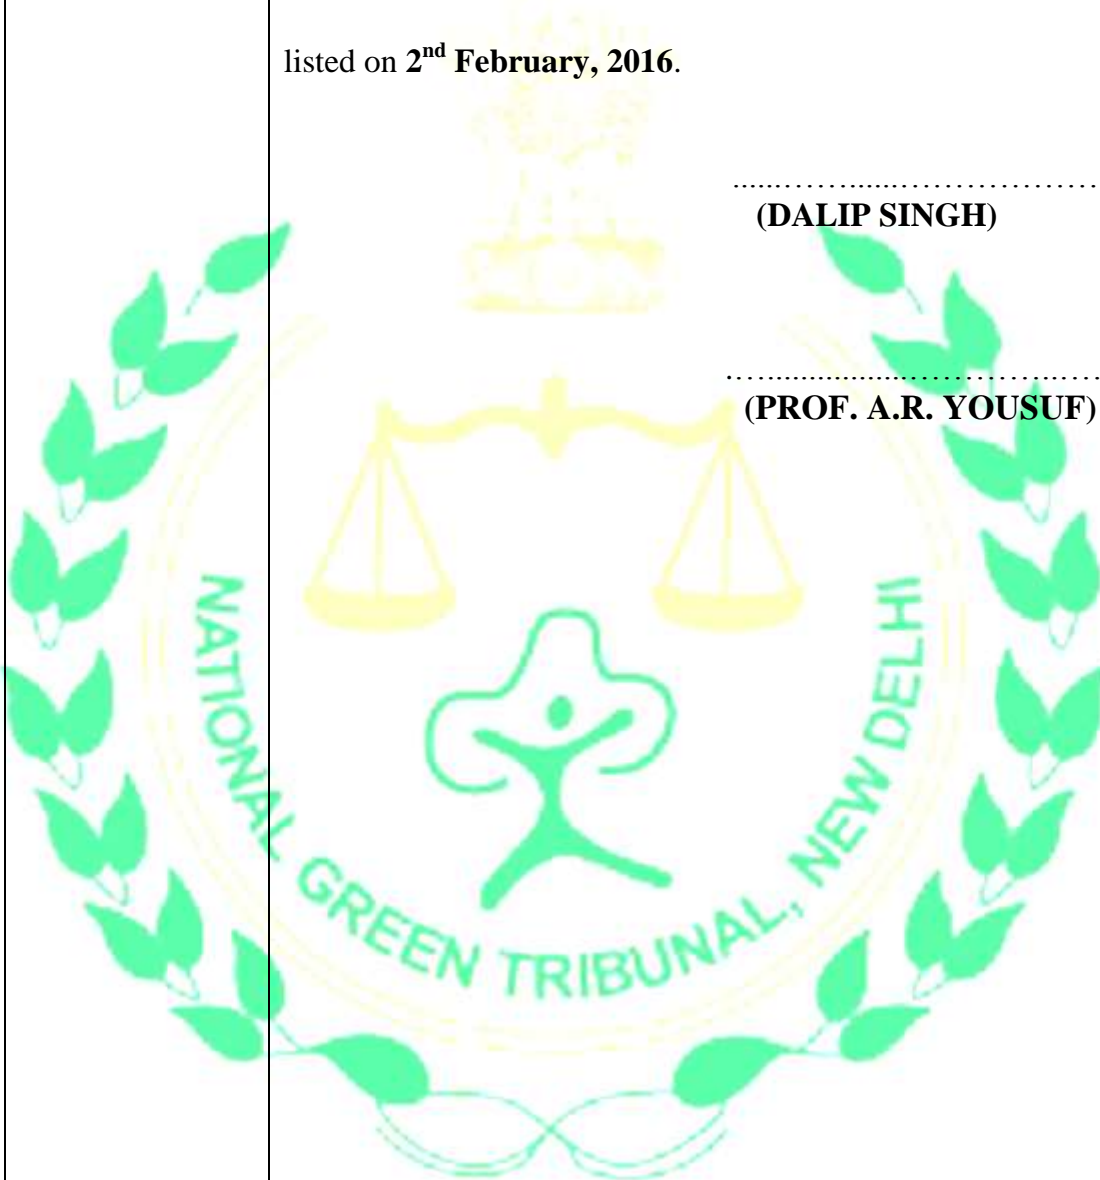 listed on 2nd February, 2016.
...................................
(DALIP SINGH)
...................................
(PROF. A.R. YOUSUF)
NATIONAL GREEN TRIBUNAL, NEW DELHI